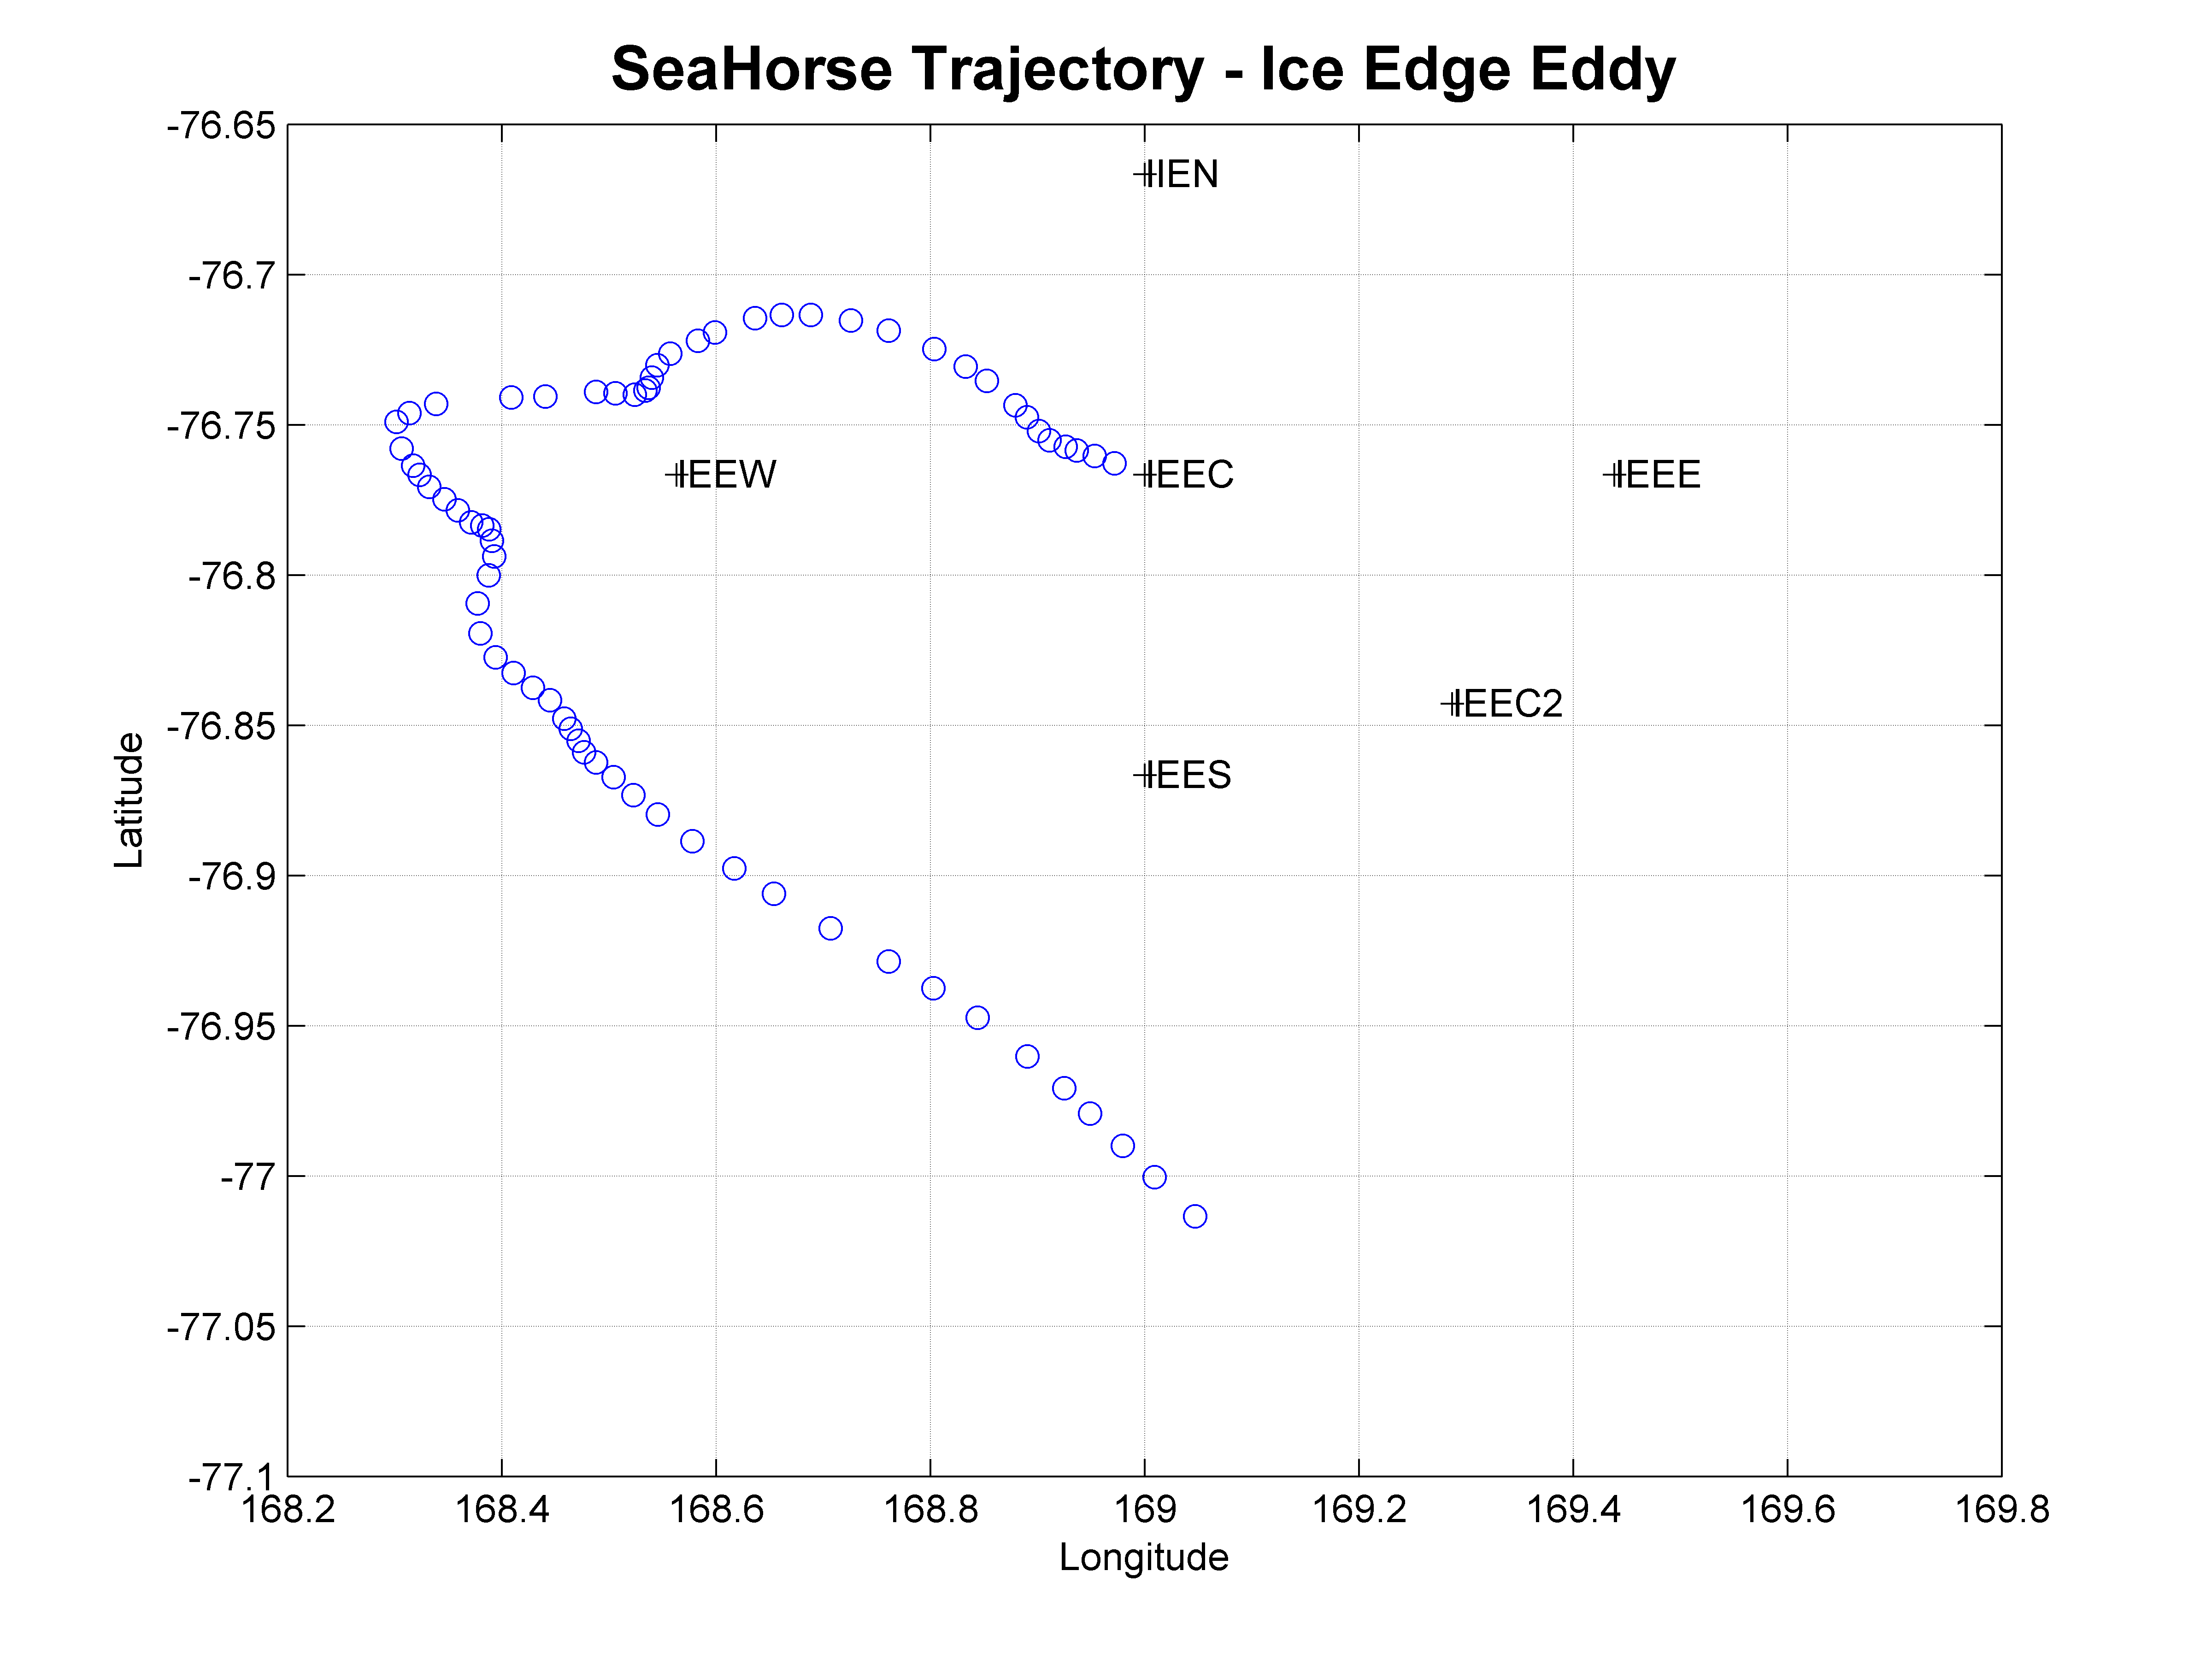 SeaHorse Trajectory - Ice Edge Eddy
-76.65
IIEN
-76.7
-76.75
IEEW
IEEC
IEEE
-76.8
IEEC2
-76.85
IEES
Latitude
-76.9
-76.95
-77
-77.05
-77.1
168.2 168.4 168.6 168.8 169 169.2 169.4 169.6 169.8
Longitude